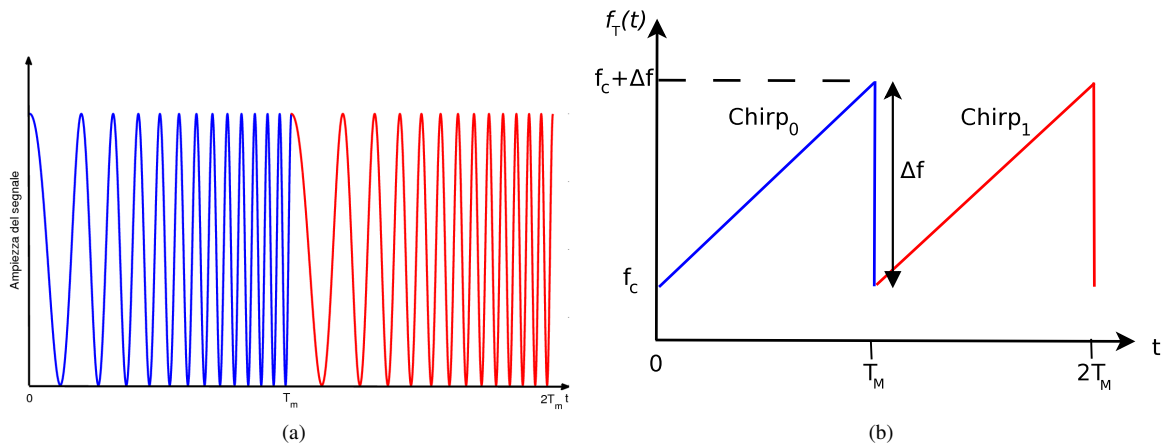 Ampiezza del segnale
0
T_m
2T_m t
(a)
f_T(t)
f_c+Δf
Chirp_0
Chirp_1
Δf
f_c
0
T_M
2T_M
t
(b)